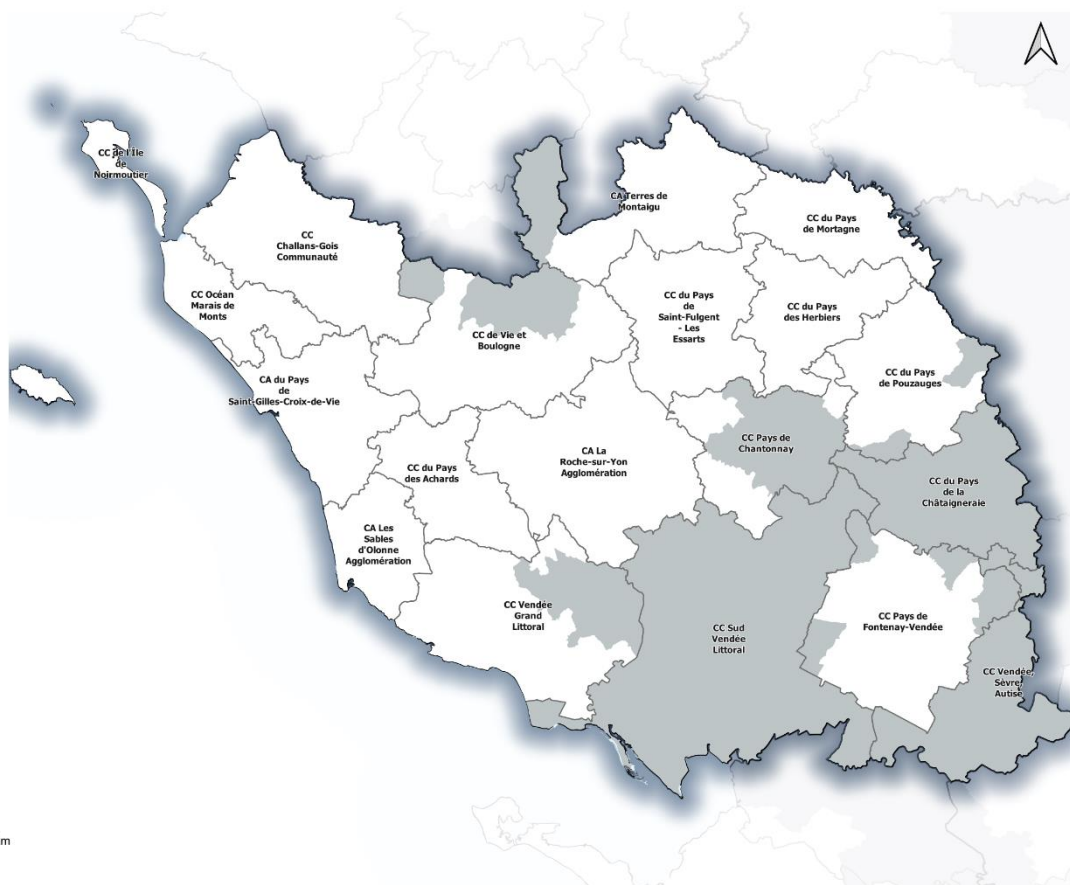 CC de l'Île
de
Noirmoutier
CC
Challans-Gois
Communauté
CA Terres de
Montaigu
CC du Pays
de Mortagne
CC Océan
Marais de
Monts
CC de Vie et
Boulogne
CC du Pays
de
Saint-Fulgent
- Les
Essarts
CC du Pays
des Herbiers
CA du Pays
de
Saint-Gilles-Croix-de-Vie
CC du Pays
de Pouzauges
CC du Pays
des Achards
CA La
Roche-sur-Yon
Agglomération
CC Pays de
Chantonnay
CC du Pays
de la
Châtaigneraie
CA Les
Sables
d'Olonne
Agglomération
CC Vendée
Grand
Littoral
CC Sud
Vendée
Littoral
CC Pays de
Fontenay-Vendée
CC Vendée,
Sèvre,
Autise
m